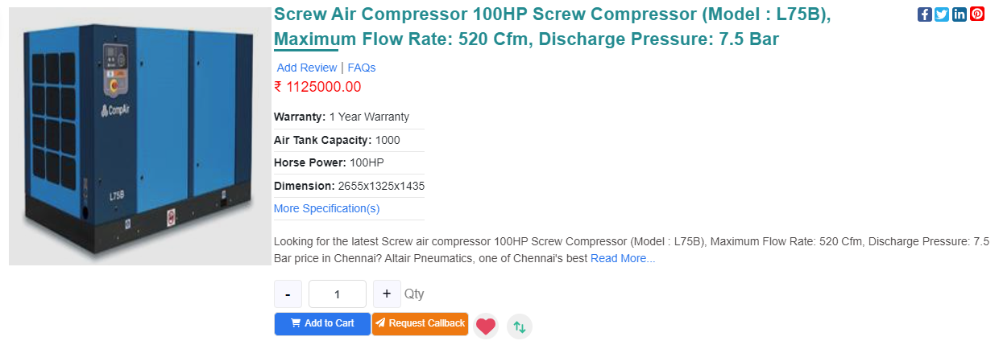 Screw Air Compressor 100HP Screw Compressor (Model : L75B),
Maximum Flow Rate: 520 Cfm, Discharge Pressure: 7.5 Bar
Add Review | FAQs
₹ 1125000.00
Warranty: 1 Year Warranty
Air Tank Capacity: 1000
Horse Power: 100HP
Dimension: 2655x1325x1435
More Specification(s)
Looking for the latest Screw air compressor 100HP Screw Compressor (Model : L75B), Maximum Flow Rate: 520 Cfm, Discharge Pressure: 7.5
Bar price in Chennai? Altair Pneumatics, one of Chennai's best Read More...
- 1 + Qty
Add to Cart Request Callback
CompAir
L75B